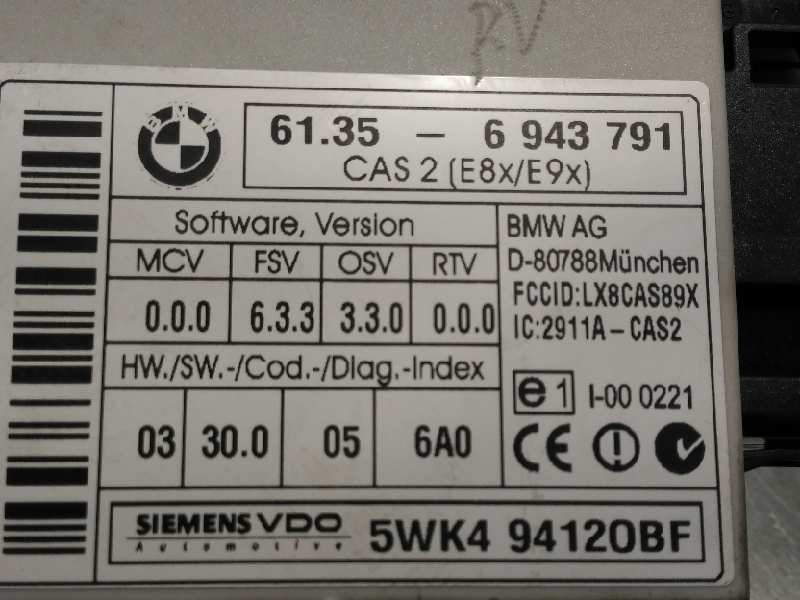 RV
BMW
61.35 – 6 943 791
CAS 2 (E8x/E9x)
Software, Version
MCV FSV OSV RTV
0.0.0 6.3.3 3.3.0 0.0.0
HW./SW.-/Cod.-/Diag.-Index
03 30.0 05 6A0
BMW AG
D-80788München
FCCID:LX8CAS89X
IC:2911A-CAS2
e1 I-00 0221
CE
SIEMENS VDO
Automotive
5WK4 94120BF